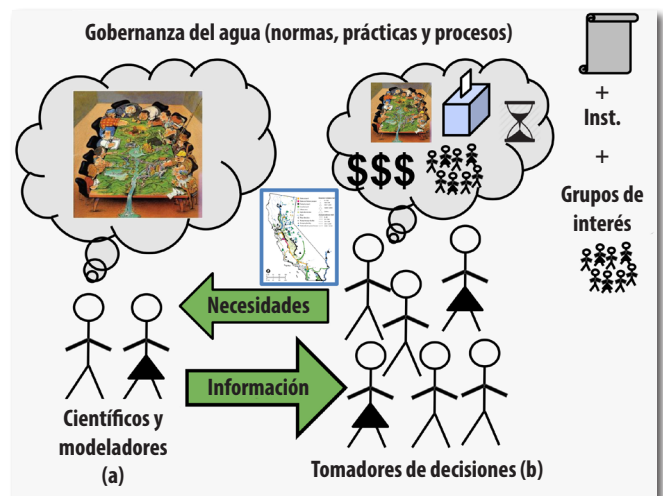 Gobernanza del agua (normas, prácticas y procesos)
+
Inst.
+
Grupos de
interés
$$$
Necesidades
Información
Científicos y
modeladores
(a)
Tomadores de decisiones (b)